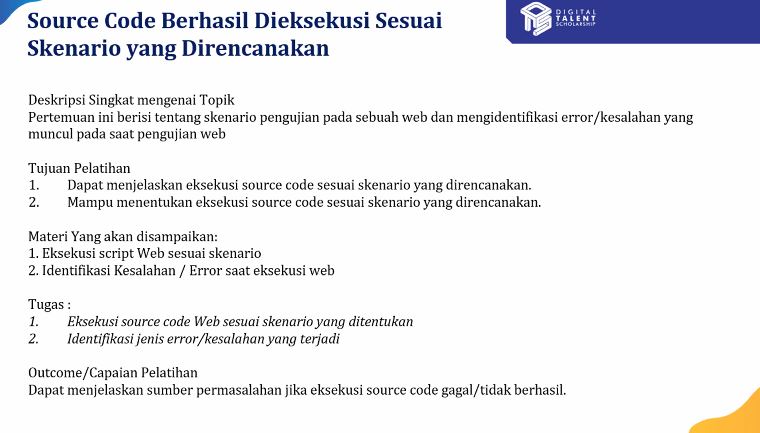 Source Code Berhasil Dieksekusi Sesuai
Skenario yang Direncanakan
DIGITAL
TALENT
SCHOLARSHIP
Deskripsi Singkat mengenai Topik
Pertemuan ini berisi tentang skenario pengujian pada sebuah web dan mengidentifikasi error/kesalahan yang
muncul pada saat pengujian web
Tujuan Pelatihan
1. Dapat menjelaskan eksekusi source code sesuai skenario yang direncanakan.
2. Mampu menentukan eksekusi source code sesuai skenario yang direncanakan.
Materi Yang akan disampaikan:
1. Eksekusi script Web sesuai skenario
2. Identifikasi Kesalahan / Error saat eksekusi web
Tugas :
1. Eksekusi source code Web sesuai skenario yang ditentukan
2. Identifikasi jenis error/kesalahan yang terjadi
Outcome/Capaian Pelatihan
Dapat menjelaskan sumber permasalahan jika eksekusi source code gagal/tidak berhasil.